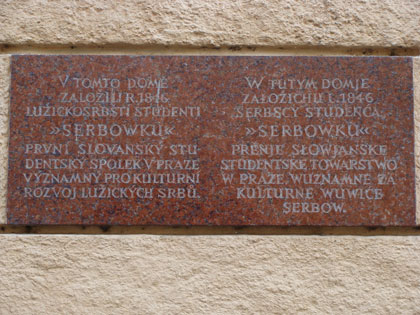 V TOMTO DOMĚ
ZALOŽILI R. 1846
LUŽICKOSRBŠTÍ STUDENTI
»SERBOWKU«
PRVNÍ SLOVANSKÝ STU
DENTSKÝ SPOLEK V PRAZE
VÝZNAMNÝ PRO KULTURNÍ
ROZVOJ LUŽICKÝCH SRBŮ.
W TUTYM DOMJE
ZAŁOŽICHU L. 1846
SERBSCY STUDENĆA
»SERBOWKU«
PRĚNJE SŁOWJANSKE
STUDENTSKE TOWARSTWO
W PRAZE, WUZNAMNE ZA
KULTURNE WUWIĆE
SERBOW.